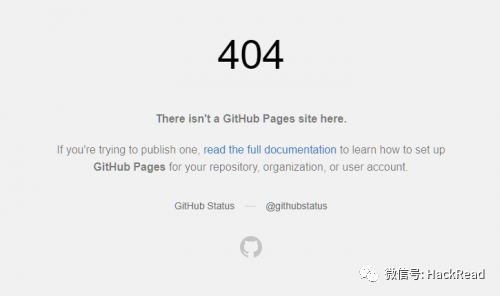 404
There isn't a GitHub Pages site here.
If you're trying to publish one, read the full documentation to learn how to set up
GitHub Pages for your repository, organization, or user account.
GitHub Status — @githubstatus
微信号: HackRead